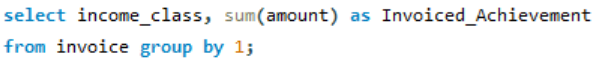 select income_class, sum(amount) as Invoiced_Achievement
from invoice group by 1;